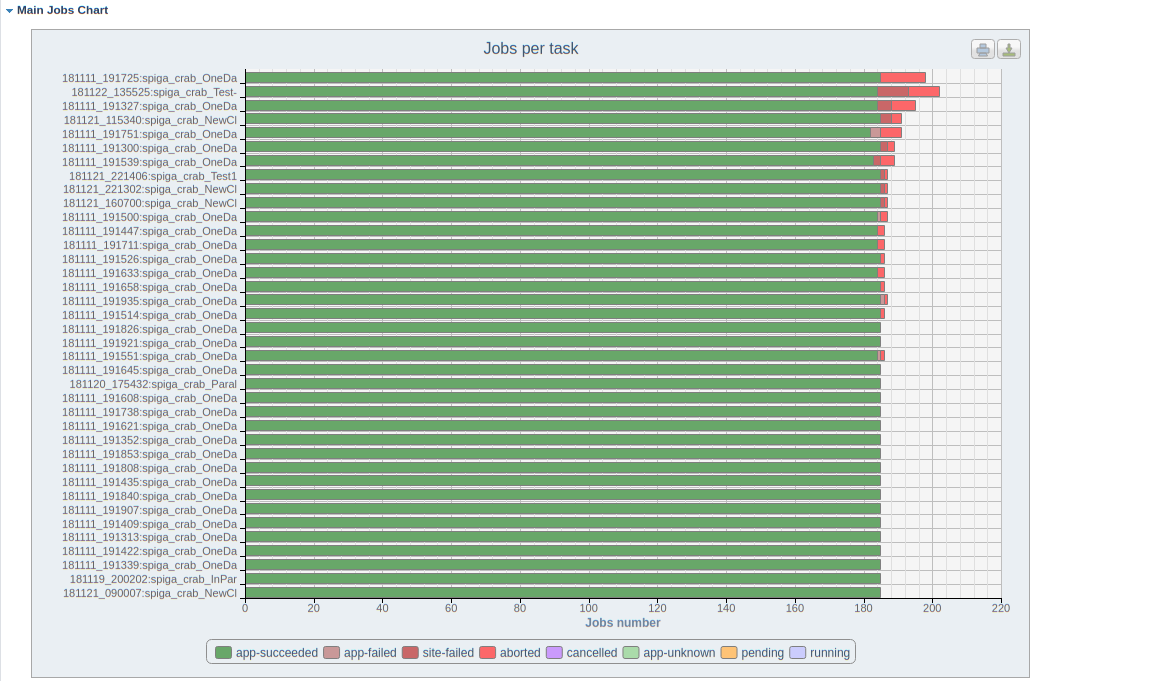 Main Jobs Chart
Jobs per task
181111_191725:spiga_crab_OneDa
181122_135525:spiga_crab_Test-
181111_191327:spiga_crab_OneDa
181121_115340:spiga_crab_NewCl
181111_191751:spiga_crab_OneDa
181111_191300:spiga_crab_OneDa
181111_191539:spiga_crab_OneDa
181121_221406:spiga_crab_Test1
181121_221302:spiga_crab_NewCl
181121_160700:spiga_crab_NewCl
181111_191500:spiga_crab_OneDa
181111_191447:spiga_crab_OneDa
181111_191711:spiga_crab_OneDa
181111_191526:spiga_crab_OneDa
181111_191633:spiga_crab_OneDa
181111_191658:spiga_crab_OneDa
181111_191935:spiga_crab_OneDa
181111_191514:spiga_crab_OneDa
181111_191826:spiga_crab_OneDa
181111_191921:spiga_crab_OneDa
181111_191551:spiga_crab_OneDa
181111_191645:spiga_crab_OneDa
181120_175432:spiga_crab_Paral
181111_191608:spiga_crab_OneDa
181111_191738:spiga_crab_OneDa
181111_191621:spiga_crab_OneDa
181111_191352:spiga_crab_OneDa
181111_191853:spiga_crab_OneDa
181111_191808:spiga_crab_OneDa
181111_191435:spiga_crab_OneDa
181111_191840:spiga_crab_OneDa
181111_191907:spiga_crab_OneDa
181111_191409:spiga_crab_OneDa
181111_191313:spiga_crab_OneDa
181111_191422:spiga_crab_OneDa
181111_191339:spiga_crab_OneDa
181119_200202:spiga_crab_InPar
181121_090007:spiga_crab_NewCl
0 20 40 60 80 100 120 140 160 180 200 220
Jobs number
app-succeeded app-failed site-failed aborted cancelled app-unknown pending running